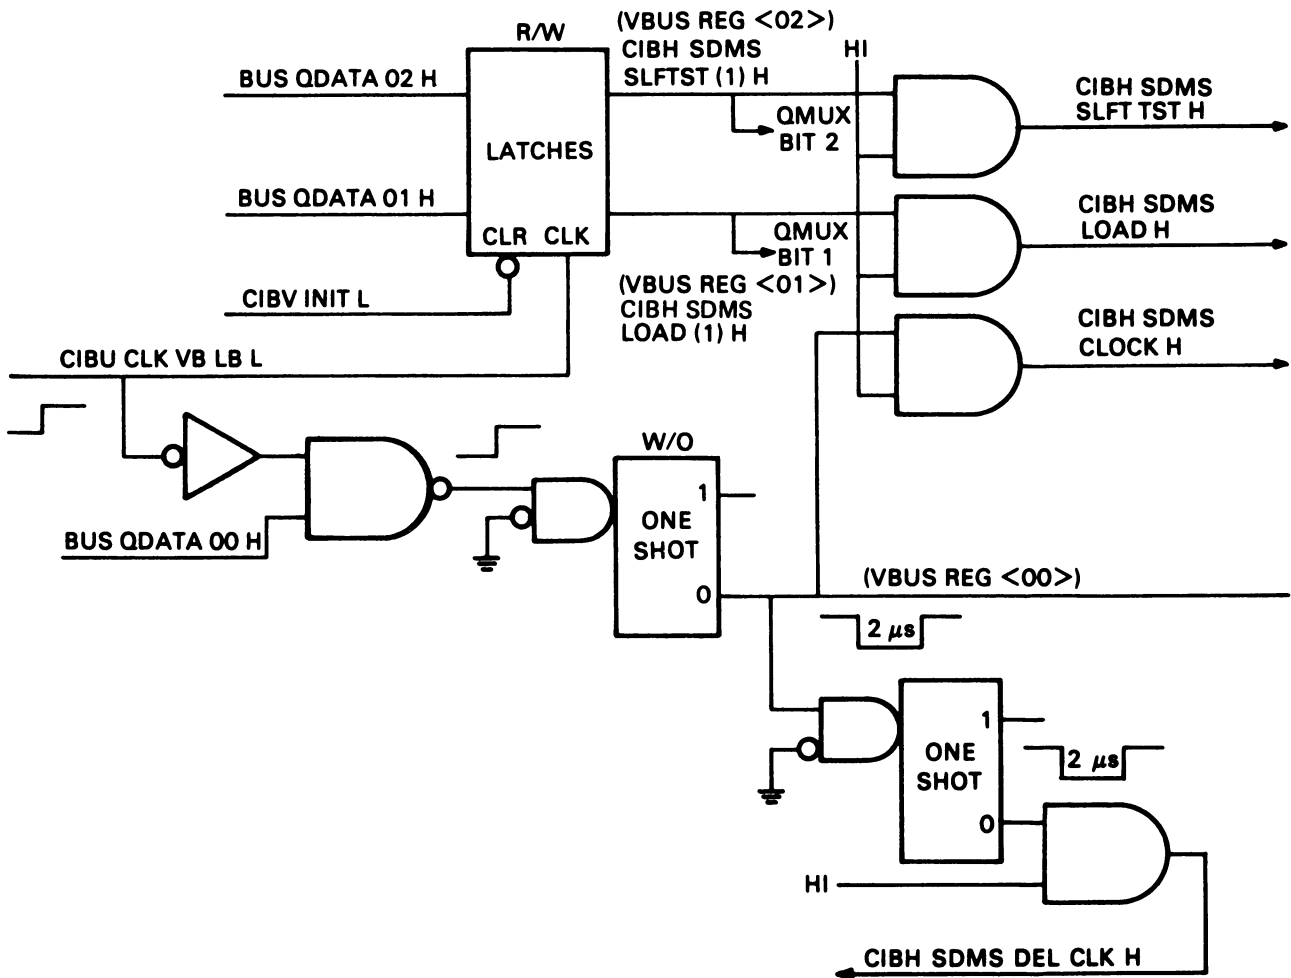 R/W
(VBUS REG <02>)
CIBH SDMS
SLFTST (1) H
HI
BUS QDATA 02 H
CIBH SDMS
SLFT TST H
QMUX
BIT 2
LATCHES
BUS QDATA 01 H
CLR CLK
QMUX
BIT 1
CIBH SDMS
LOAD H
(VBUS REG <01>)
CIBH SDMS
LOAD (1) H
CIBV INIT L
CIBH SDMS
CLOCK H
CIBU CLK VB LB L
W/O
1
ONE
SHOT
0
BUS QDATA 00 H
(VBUS REG <00>)
2 μs
1
ONE
SHOT
0
2 μs
HI
CIBH SDMS DEL CLK H